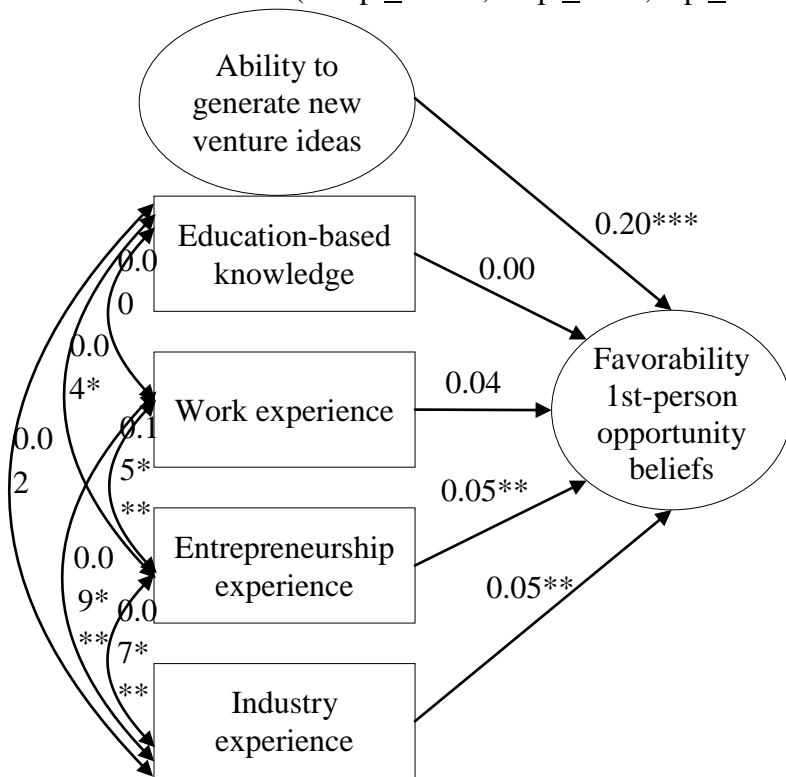 Ability to
generate new
venture ideas
0.20***
Education-based
knowledge
0.00
0.0
0
Favorability
1st-person
opportunity
beliefs
0.0
4*
Work experience
0.04
0.0
2
0.1
5*
**
0.05**
Entrepreneurship
experience
0.0
9*
**
0.05**
0.0
7*
**
Industry
experience